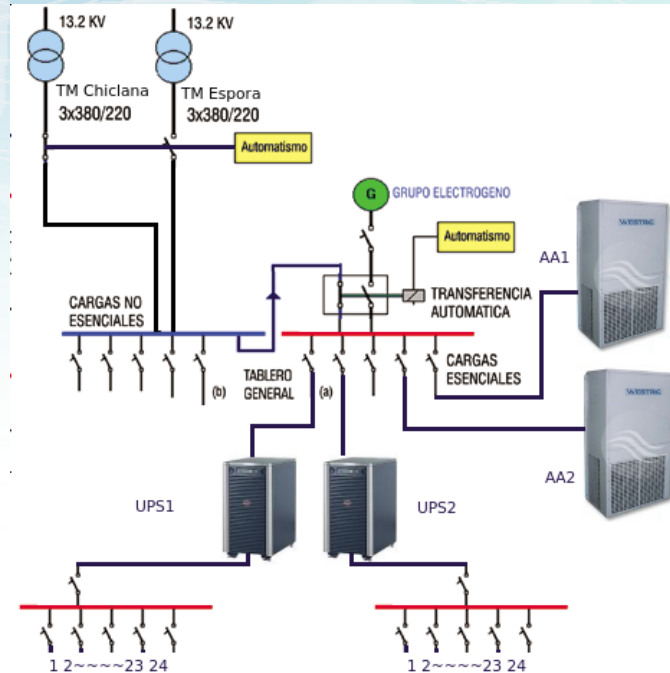 13.2 KV
13.2 KV
TM Chiclana
3x380/220
TM Espora
3x380/220
Automatismo
G
GRUPO ELECTROGENO
Automatismo
TRANSFERENCIA
AUTOMATICA
CARGAS NO
ESENCIALES
(b)
TABLERO
GENERAL
(a)
CARGAS
ESENCIALES
AA1
WESTRIC
AA2
WESTRIC
UPS1
UPS2
1 2~~~~23 24
1 2~~~~23 24